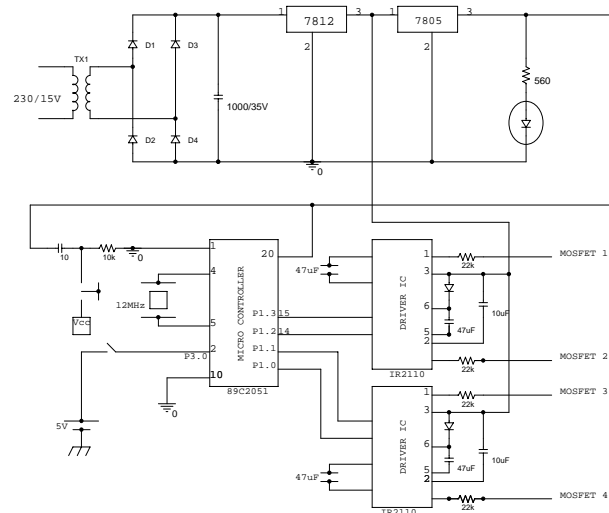 1 7812 3
2
1 7805 3
2
TX1
230/15V
D1
D3
D2
D4
1000/35V
560
0
10
10k
0
1
20
4
12MHz
5
Vcc
P3.0
2
10
0
5V
MICRO CONTROLLER
P1.3
15
P1.2
14
P1.1
P1.0
89C2051
47uF
DRIVER IC
1
3
6
5
2
22k
MOSFET 1
10uF
47uF
22k
MOSFET 2
IR2110
47uF
DRIVER IC
1
3
6
5
2
22k
MOSFET 3
10uF
47uF
22k
MOSFET 4
IR2110